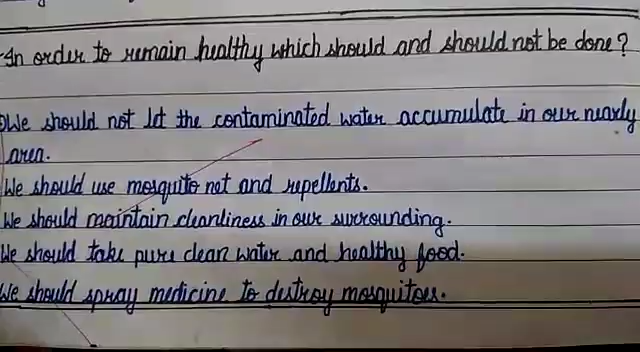 In order to remain healthy which should and should not be done?
We should not let the contaminated water accumulate in our nearly
area.
We should use mosquito net and repellents.
We should maintain cleanliness in our surrounding.
We should take pure clean water and healthy food.
We should spray medicine to destroy mosquitoes.